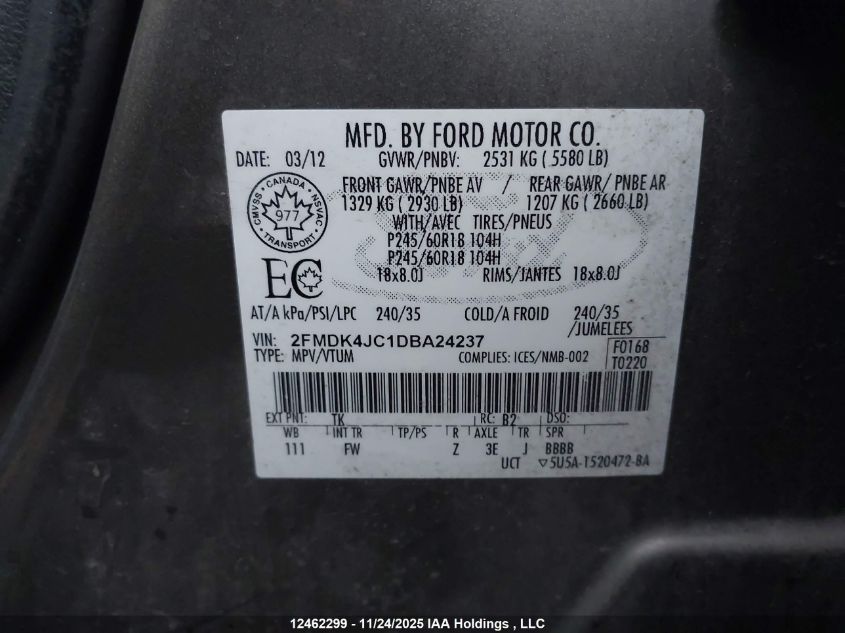 MFD. BY FORD MOTOR CO.
DATE: 03/12 GVWR/PNBV: 2531 KG ( 5580 LB)
FRONT GAWR/PNBE AV / REAR GAWR/ PNBE AR
1329 KG ( 2930 LB) 1207 KG ( 2660 LB)
WITH/AVEC TIRES/PNEUS
P245/60R18 104H
P245/60R18 104H
18x8.0J RIMS/JANTES 18x8.0J
CMVSS • CANADA • NSVAC
977
TRANSPORT
EC
AT/A kPa/PSI/LPC 240/35 COLD/A FROID 240/35
/JUMELEES
VIN: 2FMDK4JC1DBA24237
TYPE: MPV/VTUM COMPLIES: ICES/NMB-002
F0168
T0220
EXT PNT: TK RC: B2 DSO:
WB INT TR TP/PS R AXLE TR SPR
111 FW Z 3E J BBBB
UCT ▽5U5A-1520472-BA
12462299 - 11/24/2025 IAA Holdings , LLC